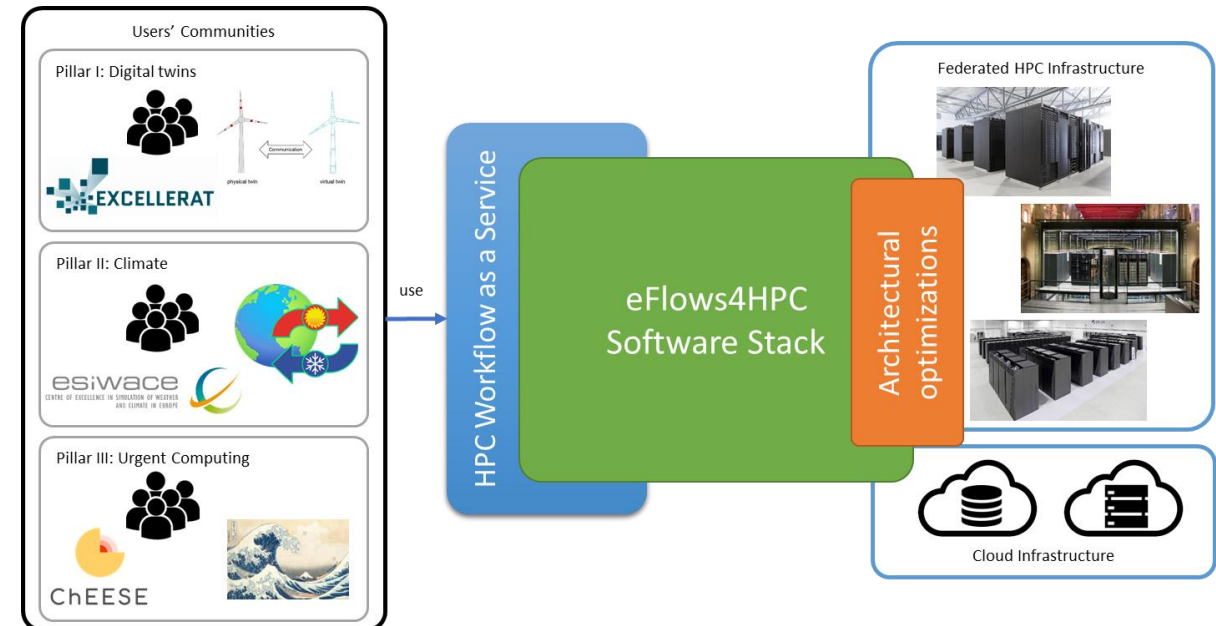 Users' Communities
Pillar I: Digital twins
Communication
physical twin
virtual twin
EXCELLERAT
Pillar II: Climate
esiwace
CENTRE OF EXCELLENCE IN SIMULATION OF WEATHER
AND CLIMATE IN EUROPE
Pillar III: Urgent Computing
ChEESE
use
HPC Workflow as a Service
eFlows4HPC
Software Stack
Architectural
optimizations
Federated HPC Infrastructure
Cloud Infrastructure